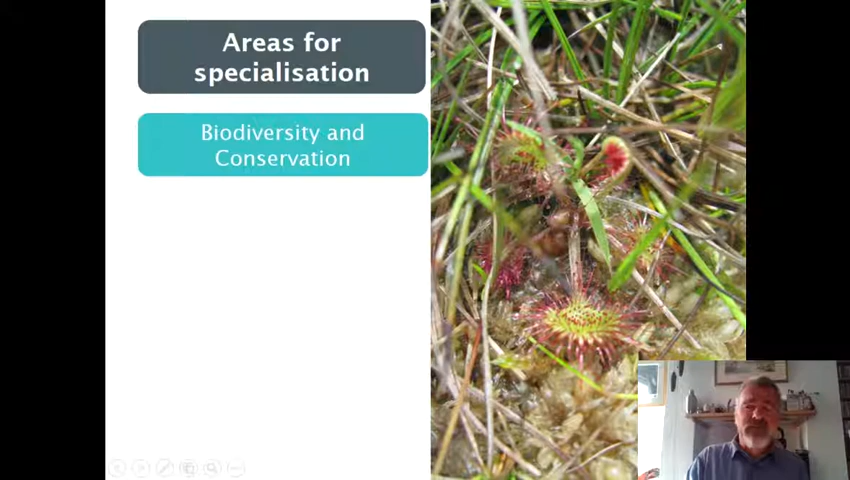 Areas for
specialisation
Biodiversity and
Conservation